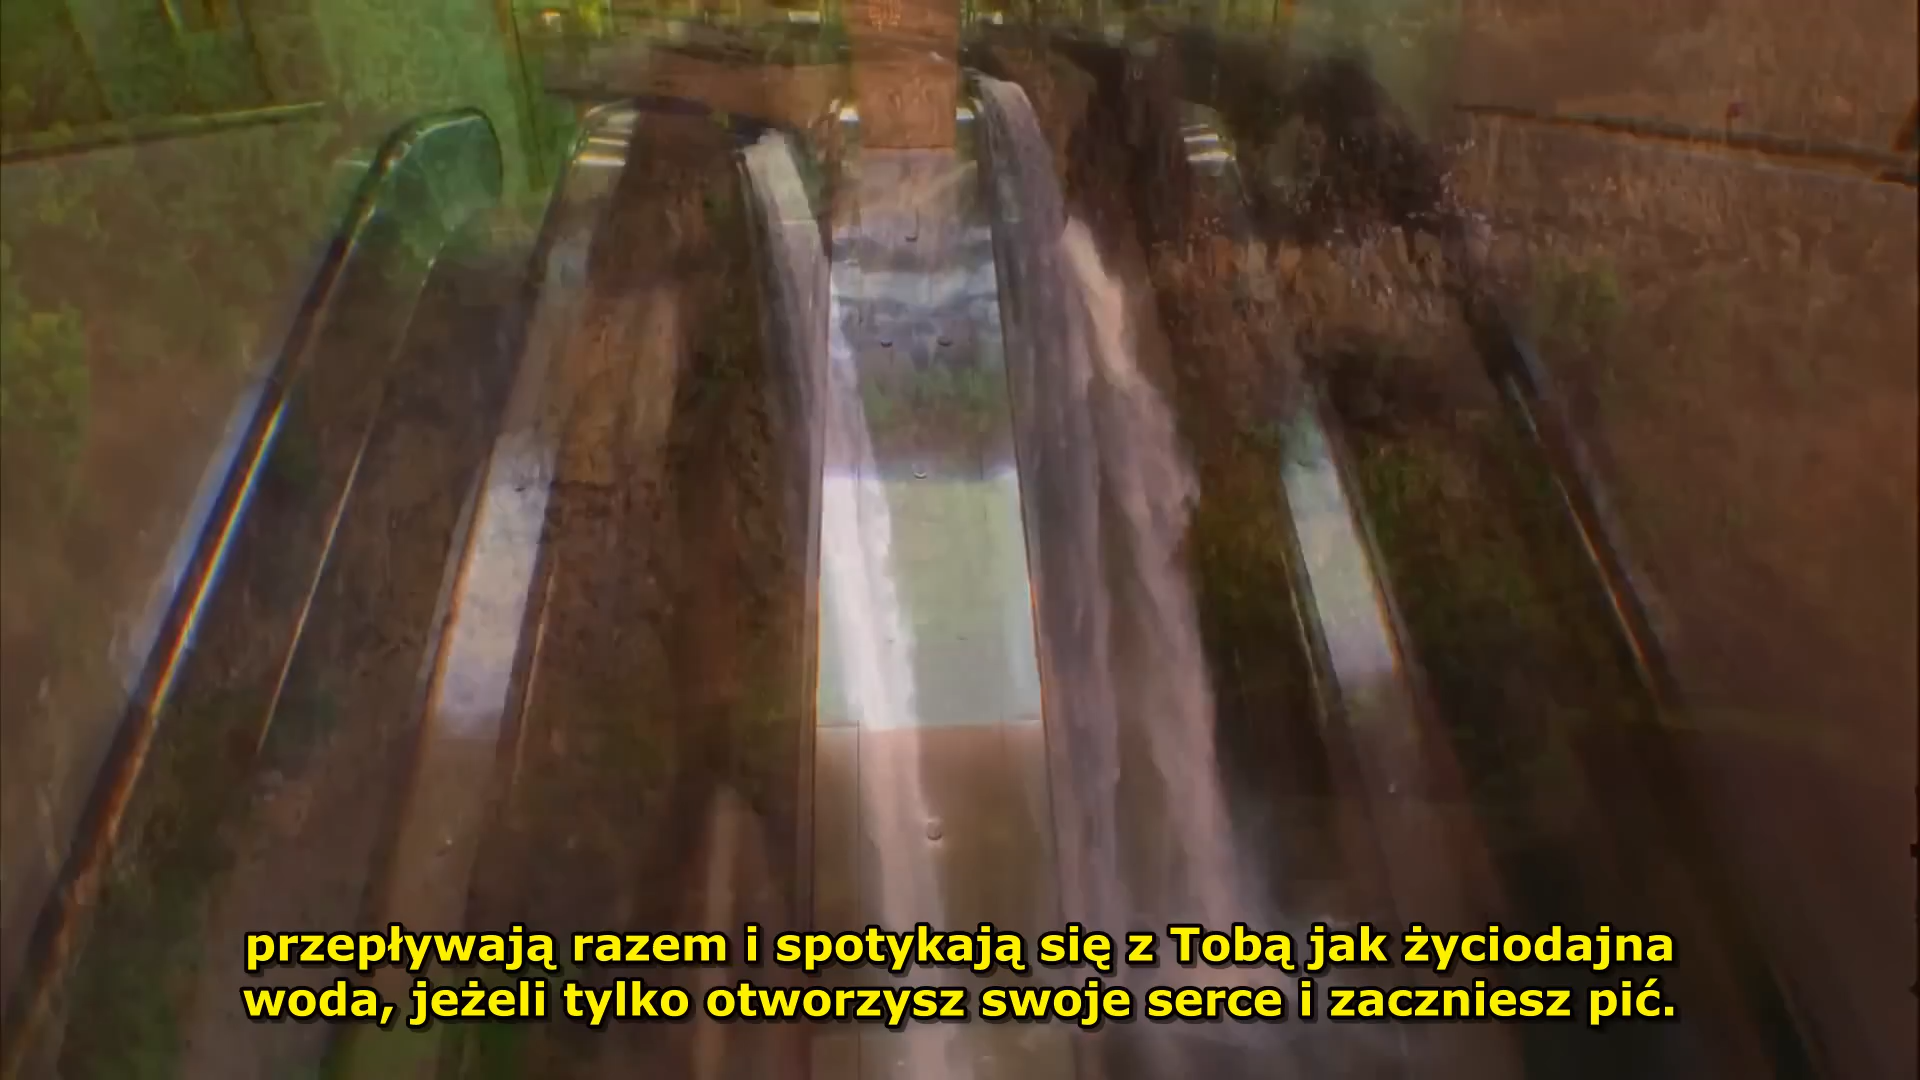 przepływają razem i spotykają się z Tobą jak życiodajna
woda, jeżeli tylko otworzysz swoje serce i zaczniesz pić.